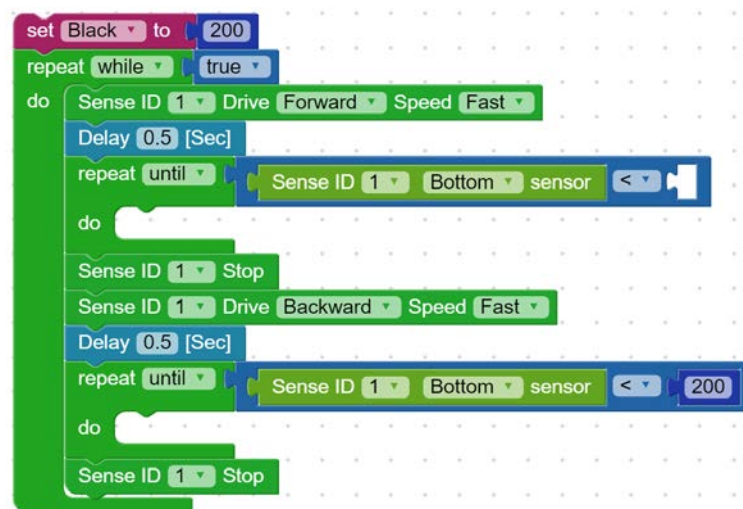 set Black to 200
repeat while true
do Sense ID 1 Drive Forward Speed Fast
Delay 0.5 [Sec]
repeat until Sense ID 1 Bottom sensor <
do
Sense ID 1 Stop
Sense ID 1 Drive Backward Speed Fast
Delay 0.5 [Sec]
repeat until Sense ID 1 Bottom sensor < 200
do
Sense ID 1 Stop